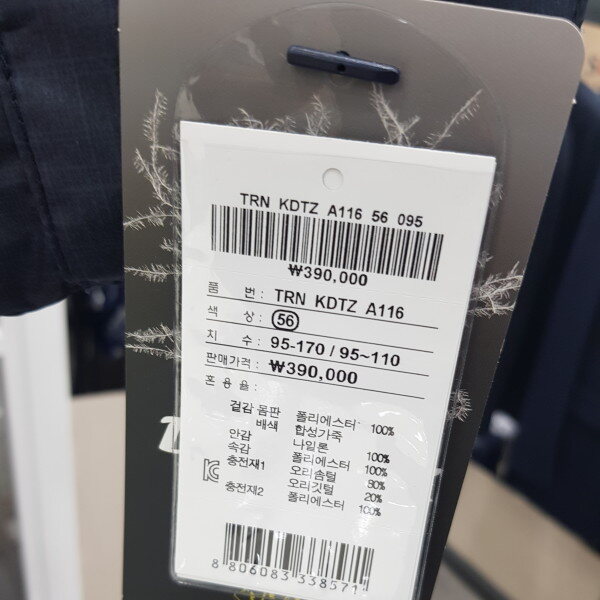 TRN KDTZ A116 56 095
₩390,000
품 번 : TRN KDTZ A116
색 상 : 56
치 수 : 95-170 / 95~110
판매가격 : ₩390,000
혼 용 율 :
겉감 몸판 폴리에스터 100%
배색 합성가죽
안감 나일론 100%
속감 폴리에스터 100%
충전재1 오리솜털 80%
오리깃털 20%
충전재2 폴리에스터 100%
8 806083 338571